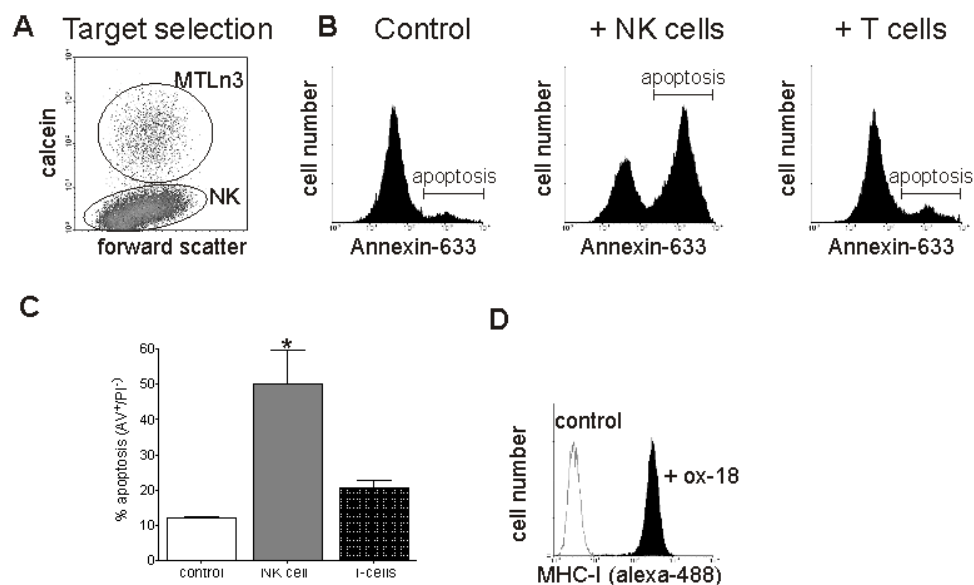 A Target selection
MTLn3
NK
calcein
forward scatter
B Control
+ NK cells
+ T cells
cell number
apoptosis
Annexin-633
cell number
apoptosis
Annexin-633
cell number
apoptosis
Annexin-633
C
% apoptosis (AV⁺/PI⁻)
60
50
40
30
20
10
0
*
control
NK cell
T-cells
D
control
+ ox-18
cell number
MHC-I (alexa-488)